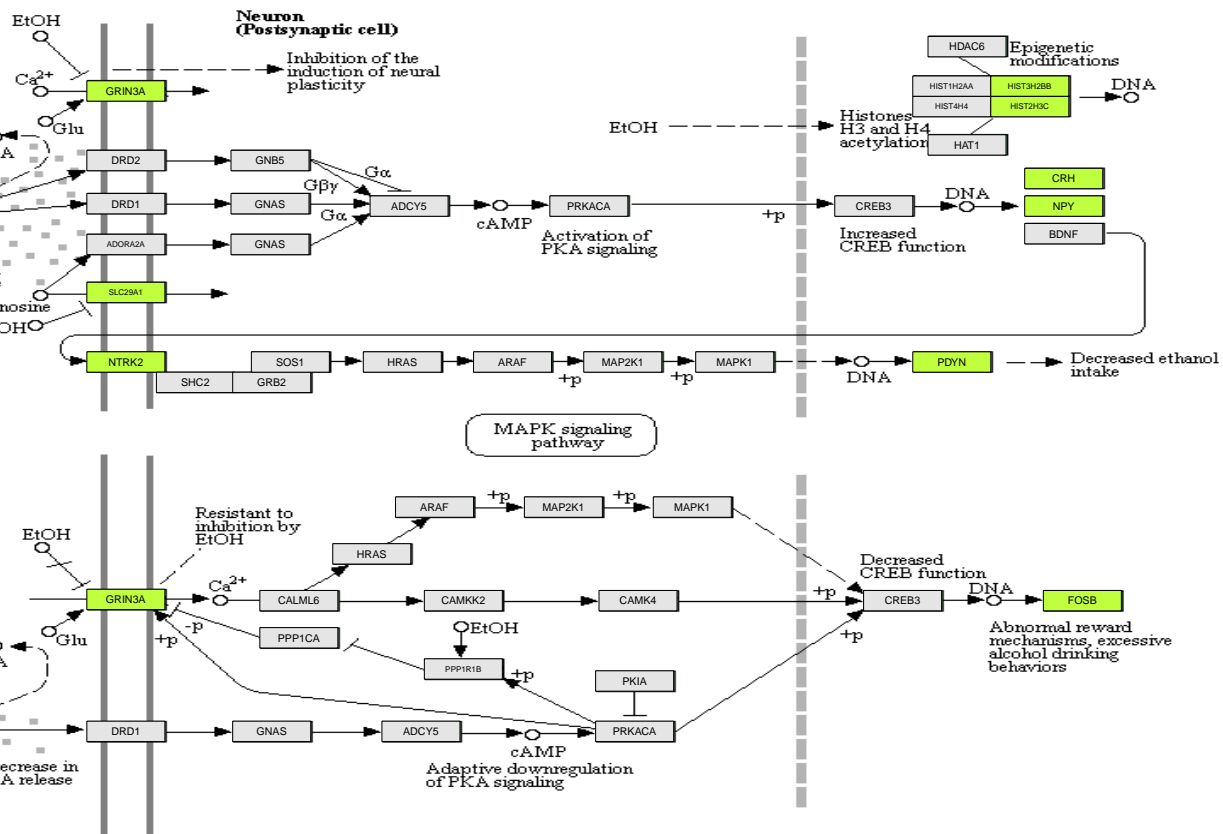 EtOH
Neuron
(Postsynaptic cell)
Inhibition of the
induction of neural
plasticity
Ca2+
GRIN3A
Glu
A
HDAC6
Epigenetic
modifications
HIST1H2AA
HIST3H2BB
HIST4H4
HIST2H3C
DNA
HAT1
EtOH
Histones
H3 and H4
acetylation
DRD2
GNB5
Gα
Gβγ
DRD1
GNAS
Gα
ADCY5
cAMP
PRKACA
Activation of
PKA signaling
+p
CREB3
Increased
CREB function
DNA
CRH
NPY
BDNF
ADORA2A
GNAS
SLC29A1
nosine
OH
NTRK2
SHC2
GRB2
SOS1
HRAS
ARAF
+p
MAP2K1
+p
MAPK1
DNA
PDYN
Decreased ethanol
intake
MAPK signaling
pathway
EtOH
Resistant to
inhibition by
EtOH
ARAF
+p
MAP2K1
+p
MAPK1
HRAS
GRIN3A
Ca2+
CALML6
CAMKK2
CAMK4
+p
Decreased
CREB function
CREB3
DNA
FOSB
Abnormal reward
mechanisms, excessive
alcohol drinking
behaviors
Glu
A
+p
-p
PPP1CA
EtOH
PPP1R1B
+p
PKIA
+p
DRD1
GNAS
ADCY5
cAMP
PRKACA
Adaptive downregulation
of PKA signaling
ecrease in
A release